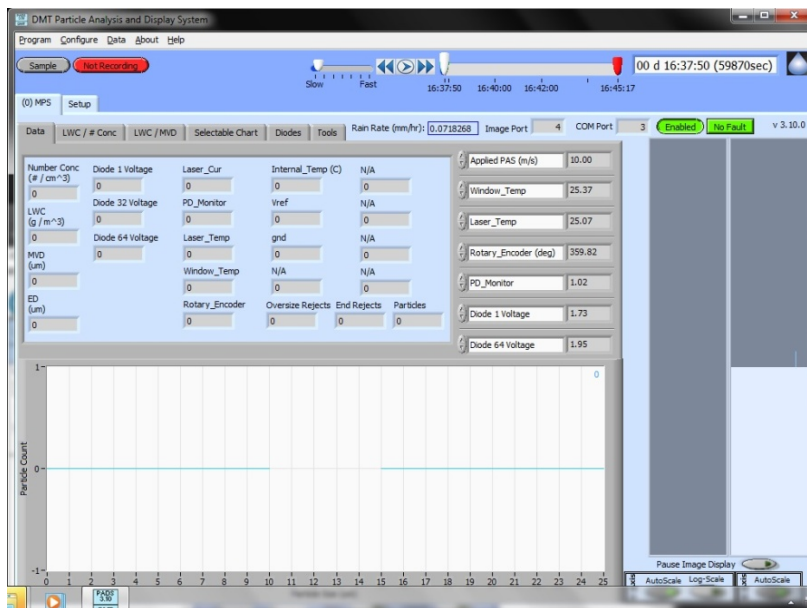 DMT Particle Analysis and Display System
Program Configure Data About Help
Sample Not Recording
Slow Fast
16:37:50 16:40:00 16:42:00 16:45:17
00 d 16:37:50 (59870sec)
(0) MPS Setup
Data LWC / # Conc LWC / MVD Selectable Chart Diodes Tools
Rain Rate (mm/hr): 0.0718268 Image Port 4 COM Port 3 Enabled No Fault v 3.10.0
Number Conc
(# / cm^3)
0
LWC
(g / m^3)
0
MVD
(um)
0
ED
(um)
0
Diode 1 Voltage
0
Diode 32 Voltage
0
Diode 64 Voltage
0
Laser_Cur
0
PD_Monitor
0
Laser_Temp
0
Window_Temp
0
Rotary_Encoder
0
Internal_Temp (C)
0
Vref
0
gnd
0
N/A
0
N/A
0
N/A
0
N/A
0
N/A
0
Oversize Rejects End Rejects Particles
0 0 0
Applied PAS (m/s) 10.00
Window_Temp 25.37
Laser_Temp 25.07
Rotary_Encoder (deg) 359.82
PD_Monitor 1.02
Diode 1 Voltage 1.73
Diode 64 Voltage 1.95
0
Particle Count
1
0
-1
0 1 2 3 4 5 6 7 8 9 10 11 12 13 14 15 16 17 18 19 20 21 22 23 24 25
Pause Image Display
AutoScale Log-Scale AutoScale
PADS
3.10